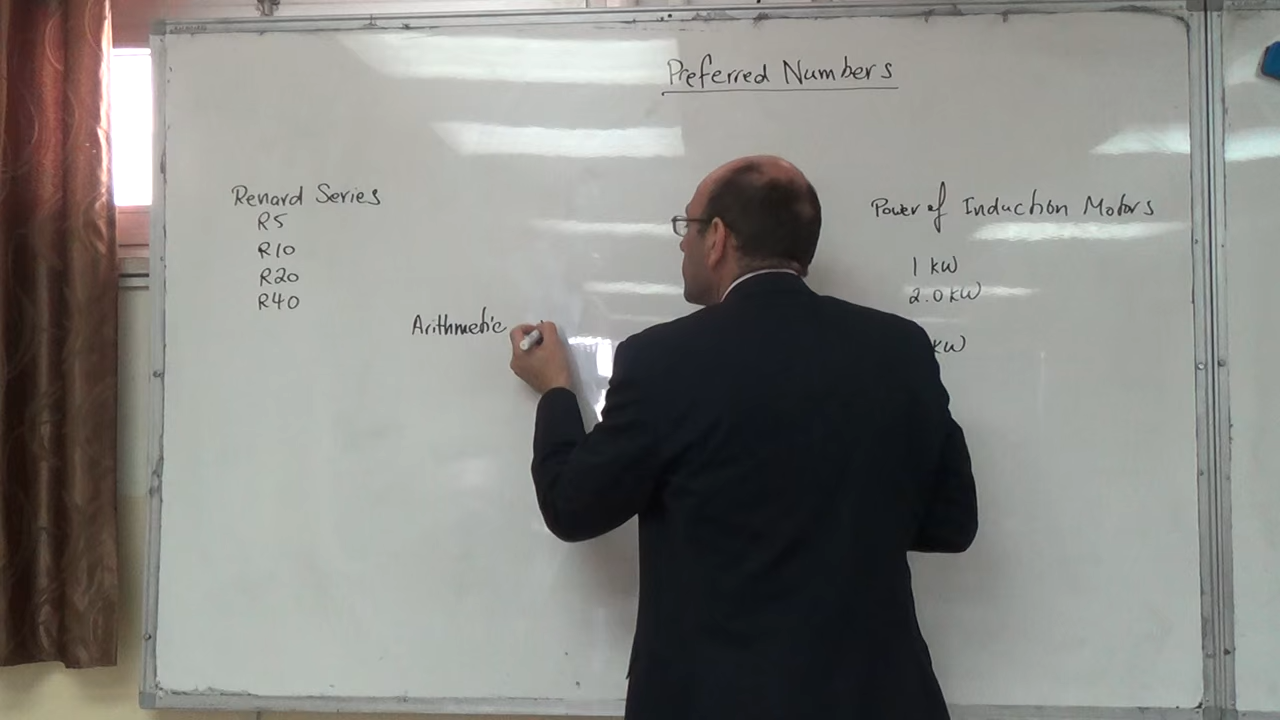 Preferred Numbers
Renard Series
R5
R10
R20
R40
Arithmetic
Power of Induction Motors
1 kW
2.0 kW
kW